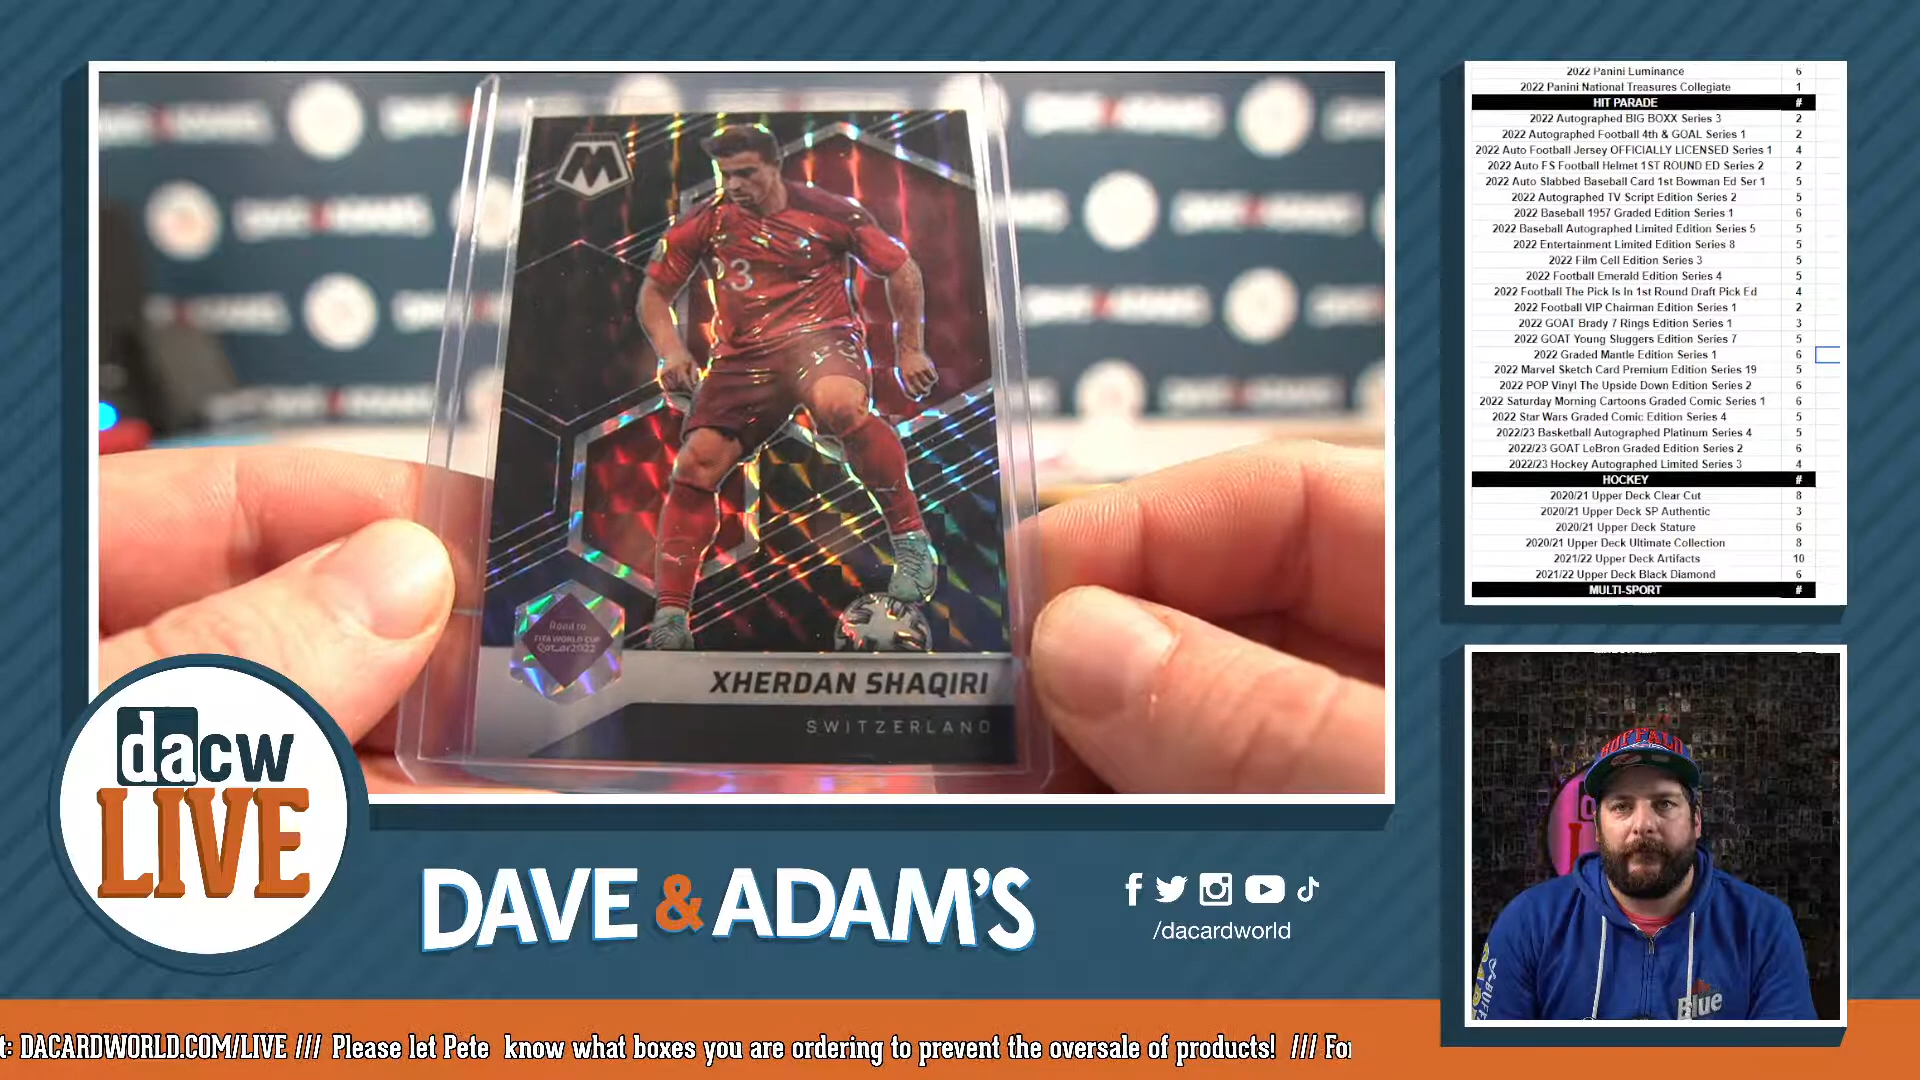 23
Road to
FIFA WORLD CUP
Qatar2022
XHERDAN SHAQIRI
SWITZERLAND
dacw
LIVE
DAVE & ADAM'S
/dacardworld
2022 Panini Luminance 6
2022 Panini National Treasures Collegiate 1
HIT PARADE #
2022 Autographed BIG BOXX Series 3 2
2022 Autographed Football 4th & GOAL Series 1 2
2022 Auto Football Jersey OFFICIALLY LICENSED Series 1 4
2022 Auto FS Football Helmet 1ST ROUND ED Series 2 2
2022 Auto Slabbed Baseball Card 1st Bowman Ed Ser 1 5
2022 Autographed TV Script Edition Series 2 5
2022 Baseball 1957 Graded Edition Series 1 6
2022 Baseball Autographed Limited Edition Series 5 5
2022 Entertainment Limited Edition Series 8 5
2022 Film Cell Edition Series 3 5
2022 Football Emerald Edition Series 4 5
2022 Football The Pick Is In 1st Round Draft Pick Ed 4
2022 Football VIP Chairman Edition Series 1 2
2022 GOAT Brady 7 Rings Edition Series 1 3
2022 GOAT Young Sluggers Edition Series 7 5
2022 Graded Mantle Edition Series 1 6
2022 Marvel Sketch Card Premium Edition Series 19 5
2022 POP Vinyl The Upside Down Edition Series 2 6
2022 Saturday Morning Cartoons Graded Comic Series 1 6
2022 Star Wars Graded Comic Edition Series 4 5
2022/23 Basketball Autographed Platinum Series 4 5
2022/23 GOAT LeBron Graded Edition Series 2 6
2022/23 Hockey Autographed Limited Series 3 4
HOCKEY #
2020/21 Upper Deck Clear Cut 8
2020/21 Upper Deck SP Authentic 3
2020/21 Upper Deck Stature 6
2020/21 Upper Deck Ultimate Collection 8
2021/22 Upper Deck Artifacts 10
2021/22 Upper Deck Black Diamond 6
MULTI-SPORT #
BUFFALO
Blue
t: DACARDWORLD.COM/LIVE /// Please let Pete know what boxes you are ordering to prevent the oversale of products! /// For